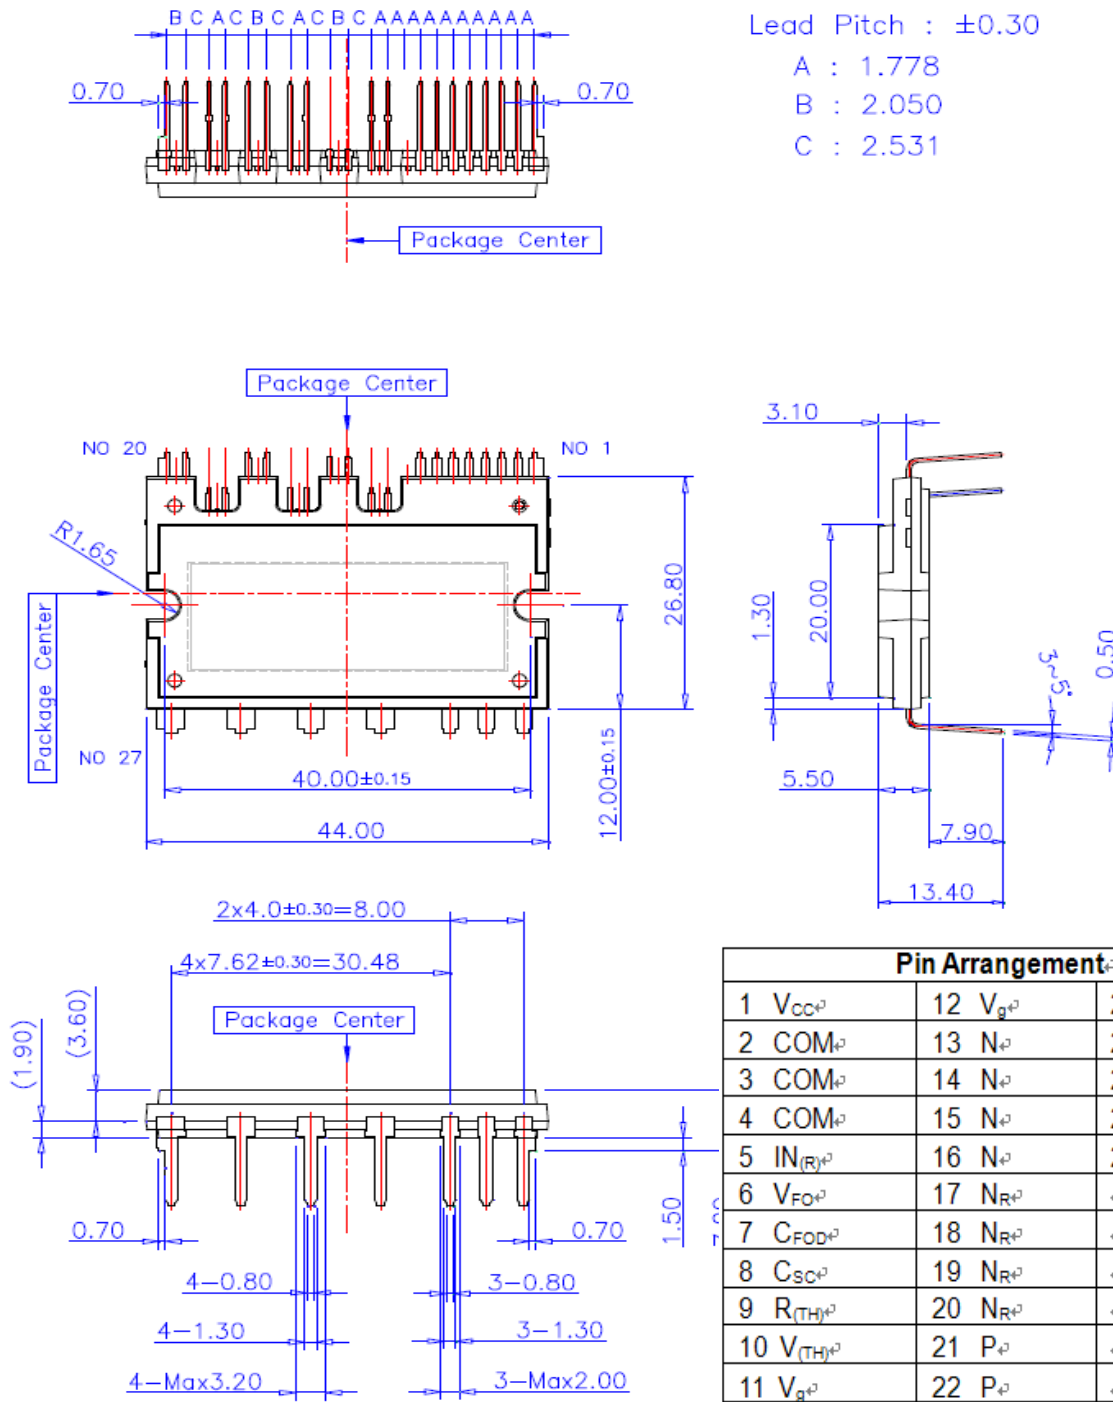 B C A C B C A C B C A A A A A A A A A A
Lead Pitch : ±0.30
A : 1.778
B : 2.050
C : 2.531
0.70
0.70
Package Center
Package Center
NO 20
NO 1
R1.65
Package Center
NO 27
26.80
12.00±0.15
40.00±0.15
44.00
3.10
1.30
20.00
3~5°
0.50
5.50
7.90
13.40
2x4.0±0.30=8.00
4x7.62±0.30=30.48
Package Center
(1.90)
(3.60)
0.70
0.70
1.50
4-0.80
3-0.80
4-1.30
3-1.30
4-Max3.20
3-Max2.00
Pin Arrangement
1 VCC 12 Vg
2 COM 13 N
3 COM 14 N
4 COM 15 N
5 IN(R) 16 N
6 VFO 17 NR
7 CFOD 18 NR
8 CSC 19 NR
9 R(TH) 20 NR
10 V(TH) 21 P
11 Vg 22 P